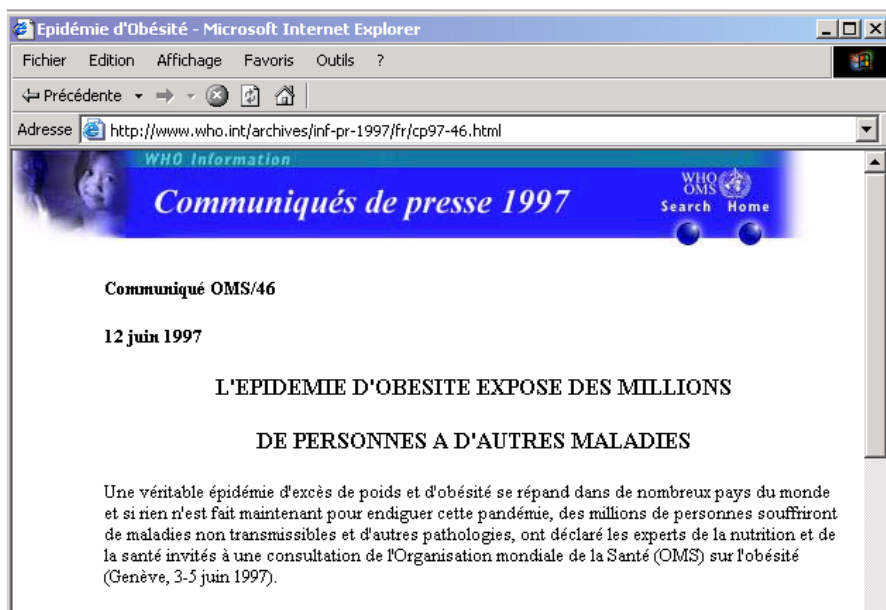 Epidémie d'Obésité - Microsoft Internet Explorer
Fichier Edition Affichage Favoris Outils ?
Précédente
Adresse http://www.who.int/archives/inf-pr-1997/fr/cp97-46.html
WHO Information
Communiqués de presse 1997
WHO
OMS
Search Home
Communiqué OMS/46
12 juin 1997
L'EPIDEMIE D'OBESITE EXPOSE DES MILLIONS
DE PERSONNES A D'AUTRES MALADIES
Une véritable épidémie d'excès de poids et d'obésité se répand dans de nombreux pays du monde
et si rien n'est fait maintenant pour endiguer cette pandémie, des millions de personnes souffriront
de maladies non transmissibles et d'autres pathologies, ont déclaré les experts de la nutrition et de
la santé invités à une consultation de l'Organisation mondiale de la Santé (OMS) sur l'obésité
(Genève, 3-5 juin 1997).